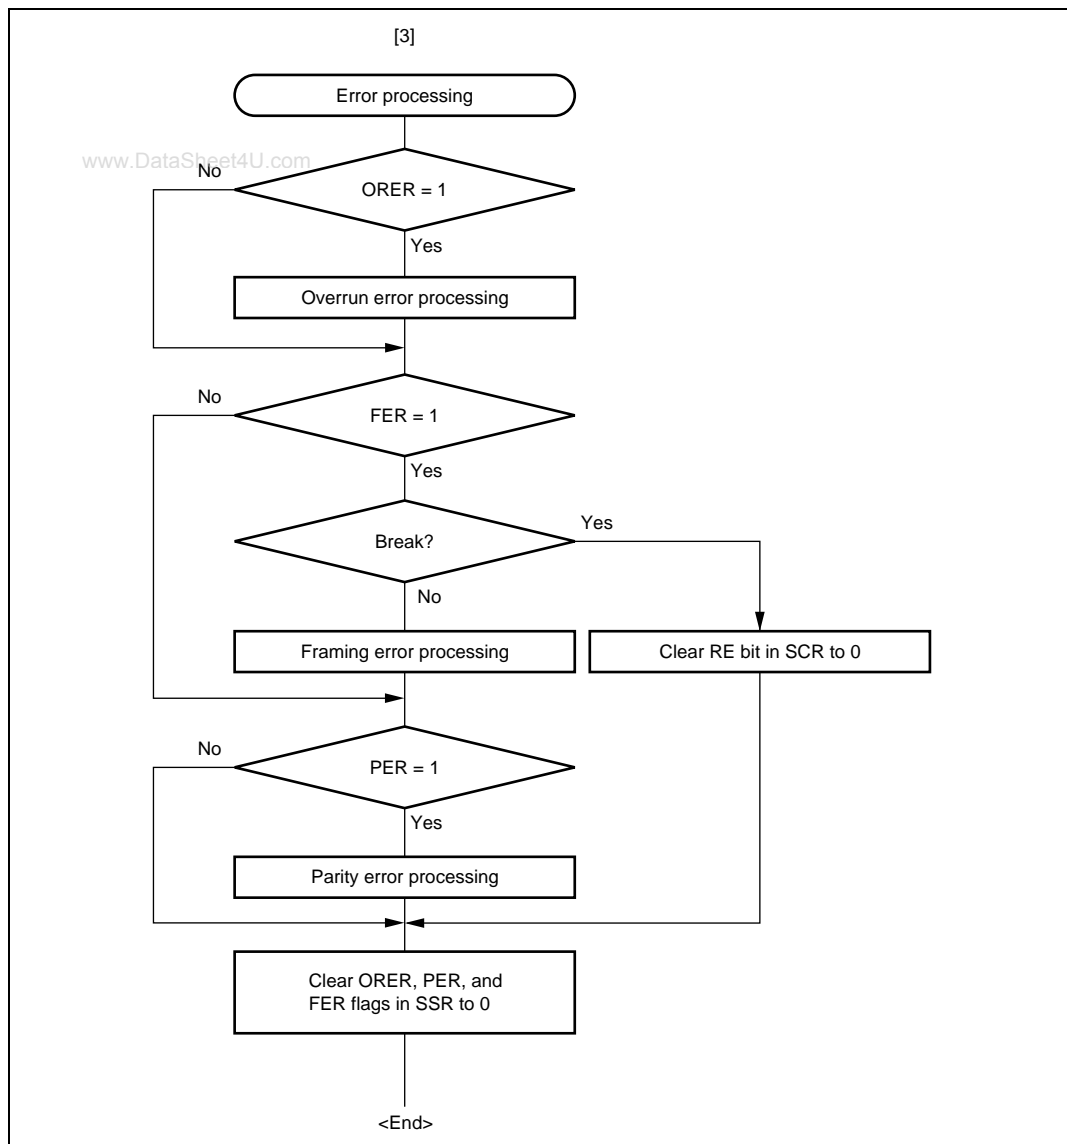 [3]
Error processing
www.DataSheet4U.com
No
ORER = 1
Yes
Overrun error processing
No
FER = 1
Yes
Break?
Yes
No
Framing error processing
Clear RE bit in SCR to 0
No
PER = 1
Yes
Parity error processing
Clear ORER, PER, and
FER flags in SSR to 0
<End>